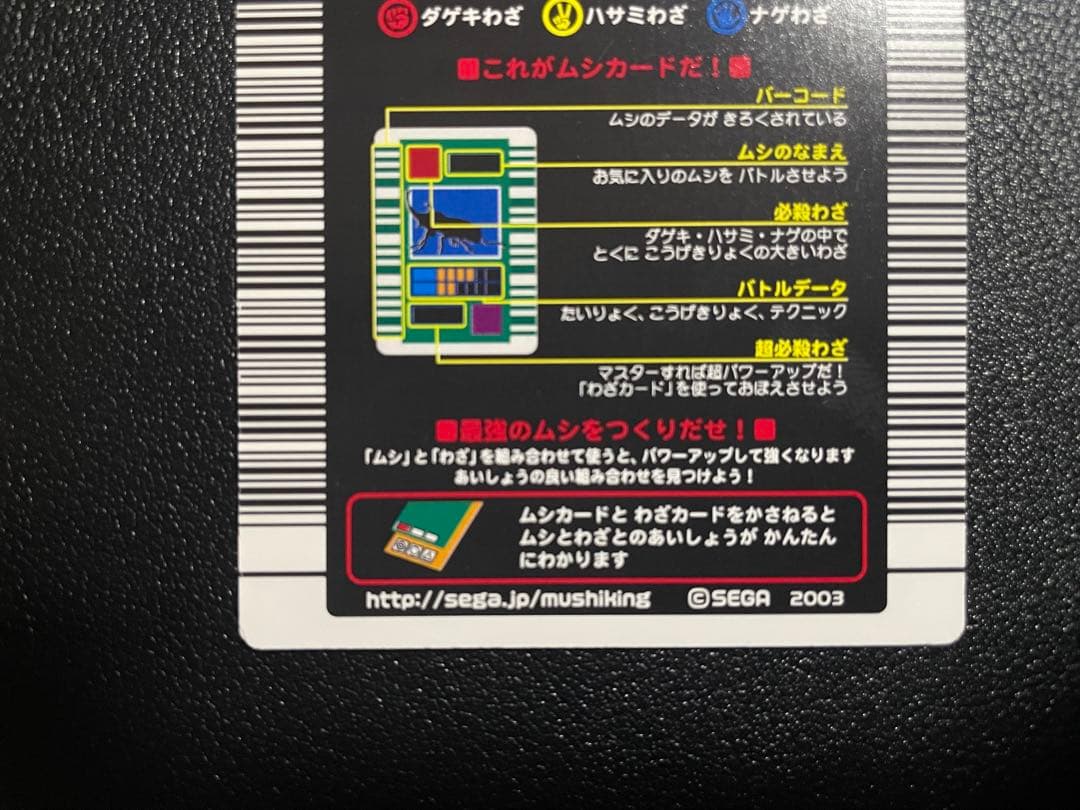 ダゲキわざ ハサミわざ ナゲわざ
これがムシカードだ！
バーコード
ムシのデータが きろくされている
ムシのなまえ
お気に入りのムシを バトルさせよう
必殺わざ
ダゲキ・ハサミ・ナゲの中で
とくに こうげきりょくの大きいわざ
バトルデータ
たいりょく、こうげきりょく、テクニック
超必殺わざ
マスターすれば超パワーアップだ！
「わざカード」を使っておぼえさせよう
最強のムシをつくりだせ！
「ムシ」と「わざ」を組み合わせて使うと、パワーアップして強くなります
あいしょうの良い組み合わせを見つけよう！
ムシカードと わざカードをかさねると
ムシとわざとのあいしょうが かんたん
にわかります
http://sega.jp/mushiking ©SEGA 2003